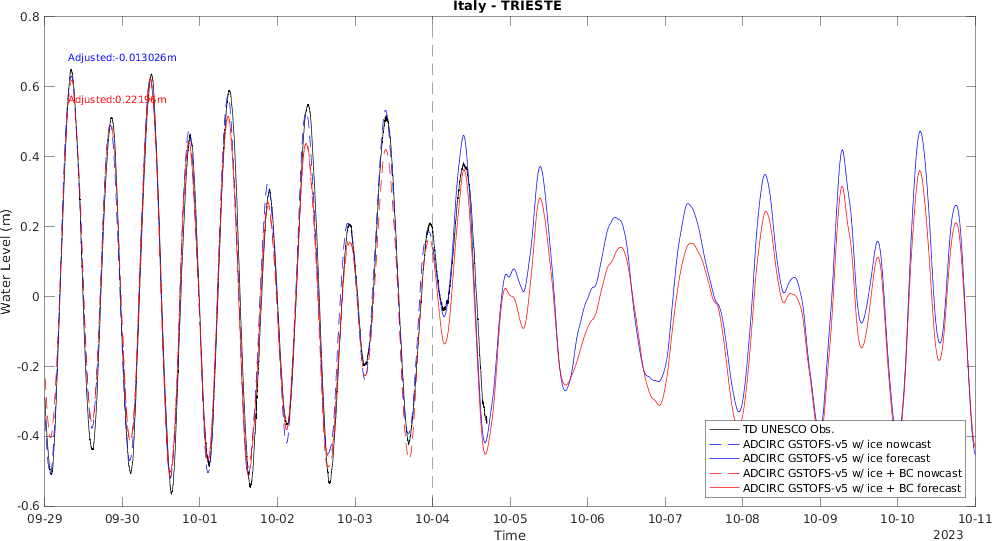 Italy - TRIESTE
0.8
0.6
0.4
0.2
0
-0.2
-0.4
-0.6
Water Level (m)
Adjusted:-0.013026m
Adjusted:0.22196m
TD UNESCO Obs.
ADCIRC GSTOFS-v5 w/ ice nowcast
ADCIRC GSTOFS-v5 w/ ice forecast
ADCIRC GSTOFS-v5 w/ ice + BC nowcast
ADCIRC GSTOFS-v5 w/ ice + BC forecast
09-29 09-30 10-01 10-02 10-03 10-04 10-05 10-06 10-07 10-08 10-09 10-10 10-11
Time
2023